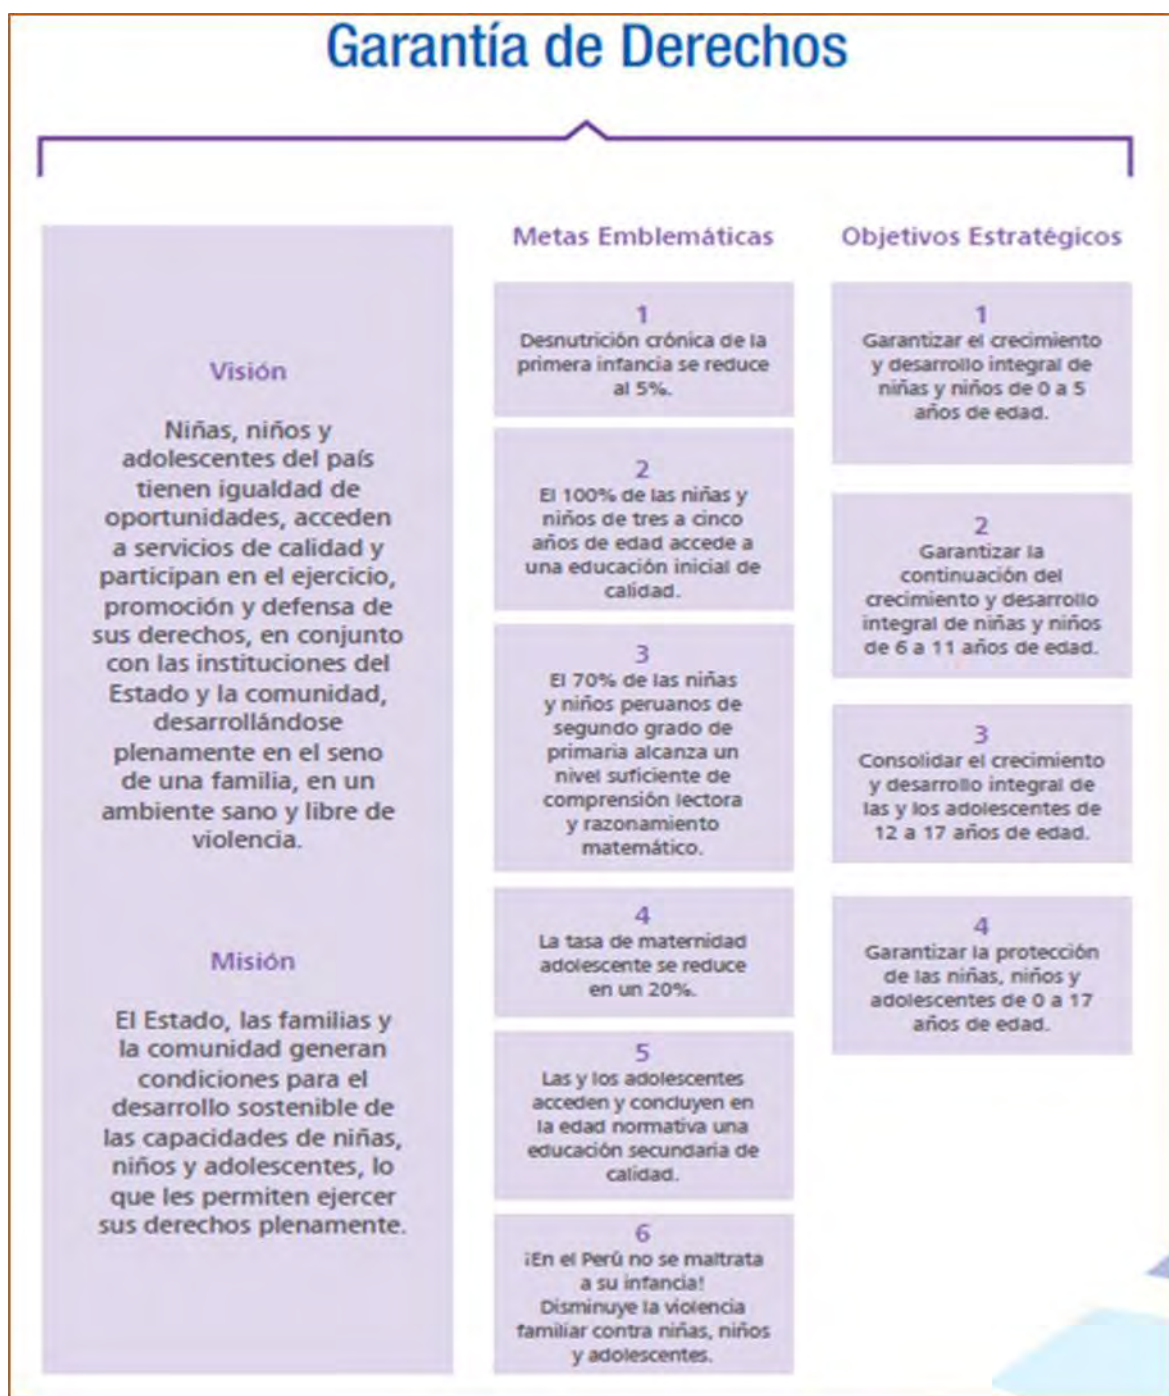 Garantía de Derechos
Visión
Niñas, niños y
adolescentes del país
tienen igualdad de
oportunidades, acceden
a servicios de calidad y
participan en el ejercicio,
promoción y defensa de
sus derechos, en conjunto
con las instituciones del
Estado y la comunidad,
desarrollándose
plenamente en el seno
de una familia, en un
ambiente sano y libre de
violencia.
Misión
El Estado, las familias y
la comunidad generan
condiciones para el
desarrollo sostenible de
las capacidades de niñas,
niños y adolescentes, lo
que les permiten ejercer
sus derechos plenamente.
Metas Emblemáticas
1
Desnutrición crónica de la
primera infancia se reduce
al 5%.
2
El 100% de las niñas y
niños de tres a cinco
años de edad accede a
una educación inicial de
calidad.
3
El 70% de las niñas
y niños peruanos de
segundo grado de
primaria alcanza un
nivel suficiente de
comprensión lectora
y razonamiento
matemático.
4
La tasa de maternidad
adolescente se reduce
en un 20%.
5
Las y los adolescentes
acceden y concluyen en
la edad normativa una
educación secundaria de
calidad.
6
¡En el Perú no se maltrata
a su infancia!
Disminuye la violencia
familiar contra niñas, niños
y adolescentes.
Objetivos Estratégicos
1
Garantizar el crecimiento
y desarrollo integral de
niñas y niños de 0 a 5
años de edad.
2
Garantizar la
continuación del
crecimiento y desarrollo
integral de niñas y niños
de 6 a 11 años de edad.
3
Consolidar el crecimiento
y desarrollo integral de
las y los adolescentes de
12 a 17 años de edad.
4
Garantizar la protección
de las niñas, niños y
adolescentes de 0 a 17
años de edad.